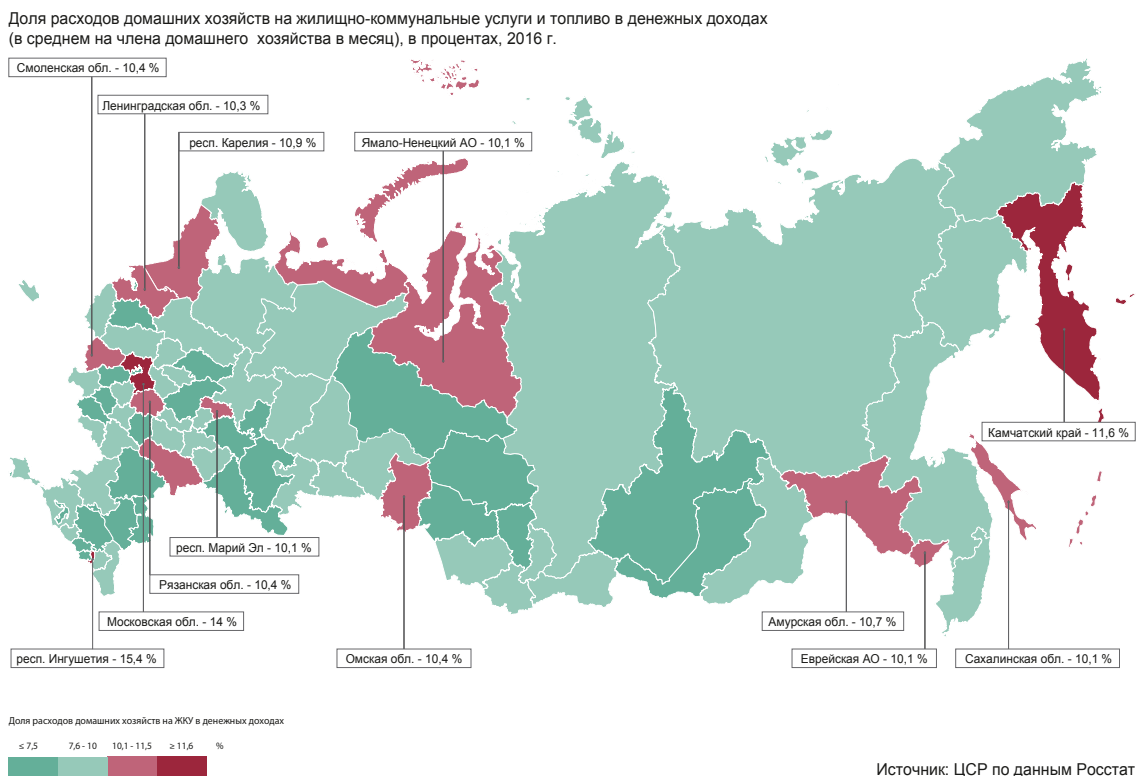 Доля расходов домашних хозяйств на жилищно-коммунальные услуги и топливо в денежных доходах
(в среднем на члена домашнего хозяйства в месяц), в процентах, 2016 г.
Смоленская обл. - 10,4 %
Ленинградская обл. - 10,3 %
респ. Карелия - 10,9 %
Ямало-Ненецкий АО - 10,1 %
Камчатский край - 11,6 %
респ. Марий Эл - 10,1 %
Рязанская обл. - 10,4 %
Московская обл. - 14 %
Амурская обл. - 10,7 %
респ. Ингушетия - 15,4 %
Омская обл. - 10,4 %
Еврейская АО - 10,1 %
Сахалинская обл. - 10,1 %
Доля расходов домашних хозяйств на ЖКУ в денежных доходах
≤ 7,5 7,6 - 10 10,1 - 11,5 ≥ 11,6 %
Источник: ЦСР по данным Росстат